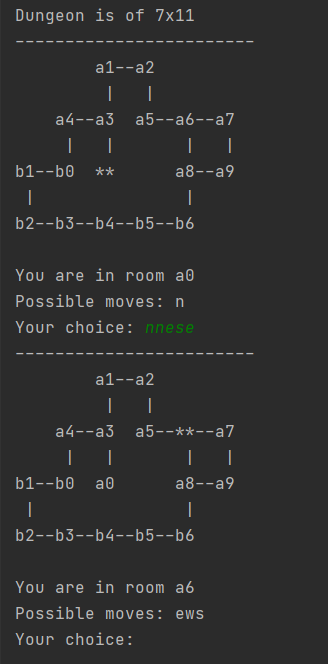 Dungeon is of 7x11
------------------------
        a1--a2
         |   |
    a4--a3  a5--a6--a7
     |   |       |   |
b1--b0  **      a8--a9
 |               |
b2--b3--b4--b5--b6

You are in room a0
Possible moves: n
Your choice: nnese
------------------------
        a1--a2
         |   |
    a4--a3  a5--**--a7
     |   |       |   |
b1--b0  a0      a8--a9
 |               |
b2--b3--b4--b5--b6

You are in room a6
Possible moves: ews
Your choice: